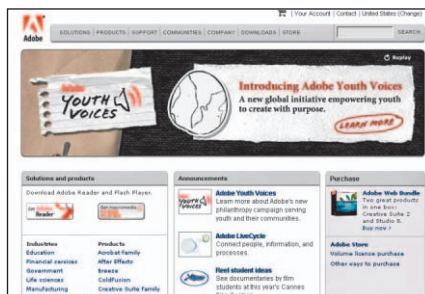 | Your Account | Contact | United States (Change)
Adobe
SOLUTIONS | PRODUCTS | SUPPORT | COMMUNITIES | COMPANY | DOWNLOADS | STORE
SEARCH
Replay
YOUTH VOICES
Introducing Adobe Youth Voices
A new global initiative empowering youth
to create with purpose.
LEARN MORE
Solutions and products
Download Adobe Reader and Flash Player.
Get Adobe Reader
Get macromedia
Industries
Education
Financial services
Government
Life sciences
Manufacturing
Products
Acrobat Family
After Effects
Breeze
ColdFusion
Creative Suite Family
Announcements
YOUTH VOICES
Adobe Youth Voices
Learn more about Adobe's new
philanthropy campaign serving
youth and their communities.
Adobe LiveCycle
Connect people, information, and
processes.
Reel student ideas
See documentaries by film
students at this year's Cannes
Purchase
Adobe Web Bundle
Two great products
in one box:
Creative Suite 2
and Studio 8.
Buy now >
Adobe Store
Volume license purchase
Other ways to purchase